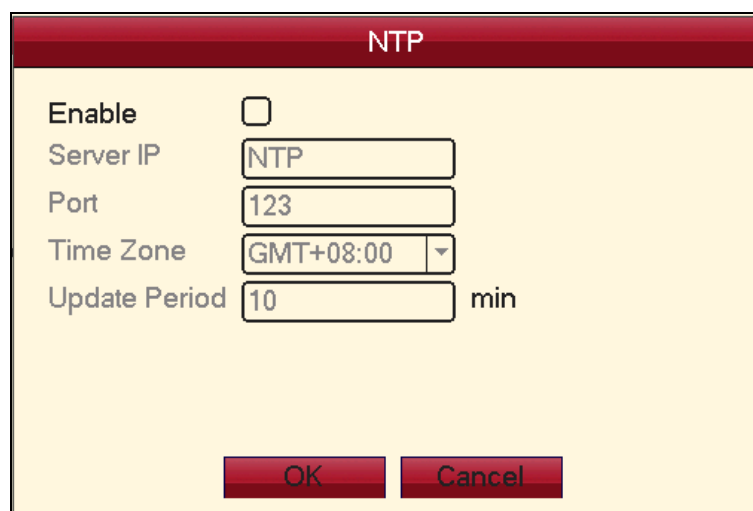 NTP
Enable
Server IP NTP
Port 123
Time Zone GMT+08:00
Update Period 10 min
OK Cancel